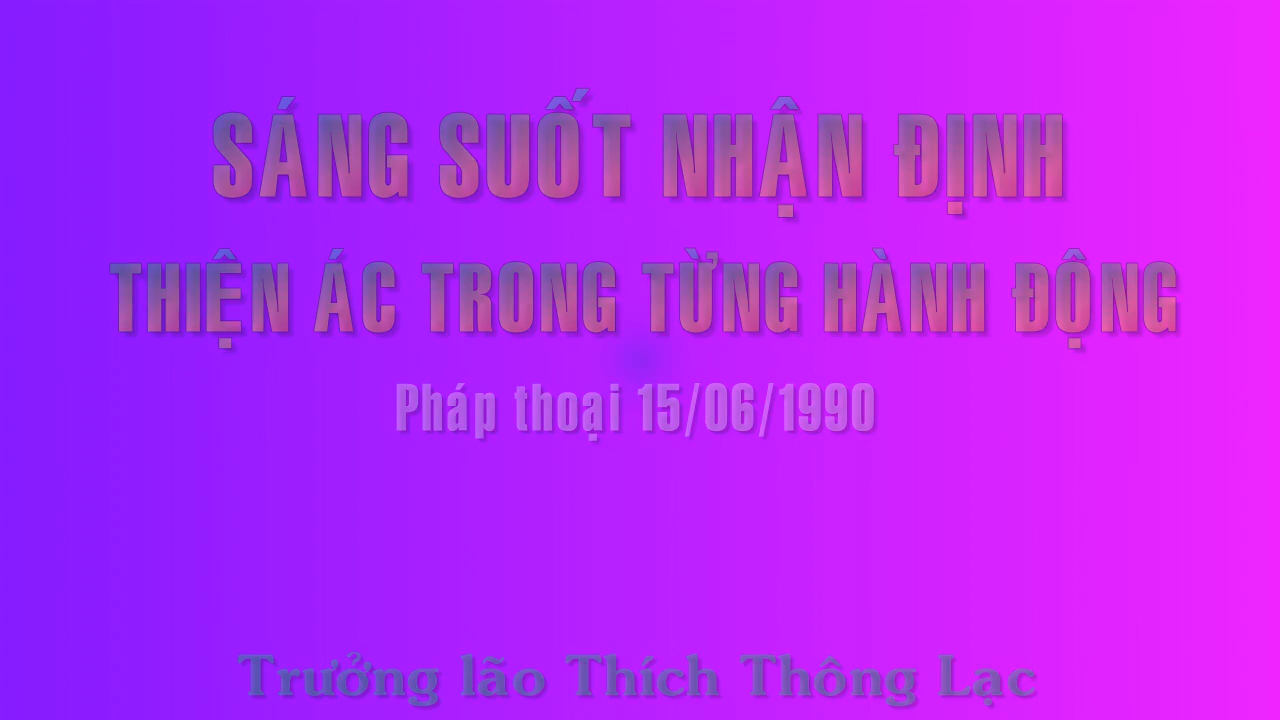 SÁNG SUỐT NHẬN ĐỊNH
THIỆN ÁC TRONG TỪNG HÀNH ĐỘNG
Pháp thoại 15/06/1990
Trưởng lão Thích Thông Lạc